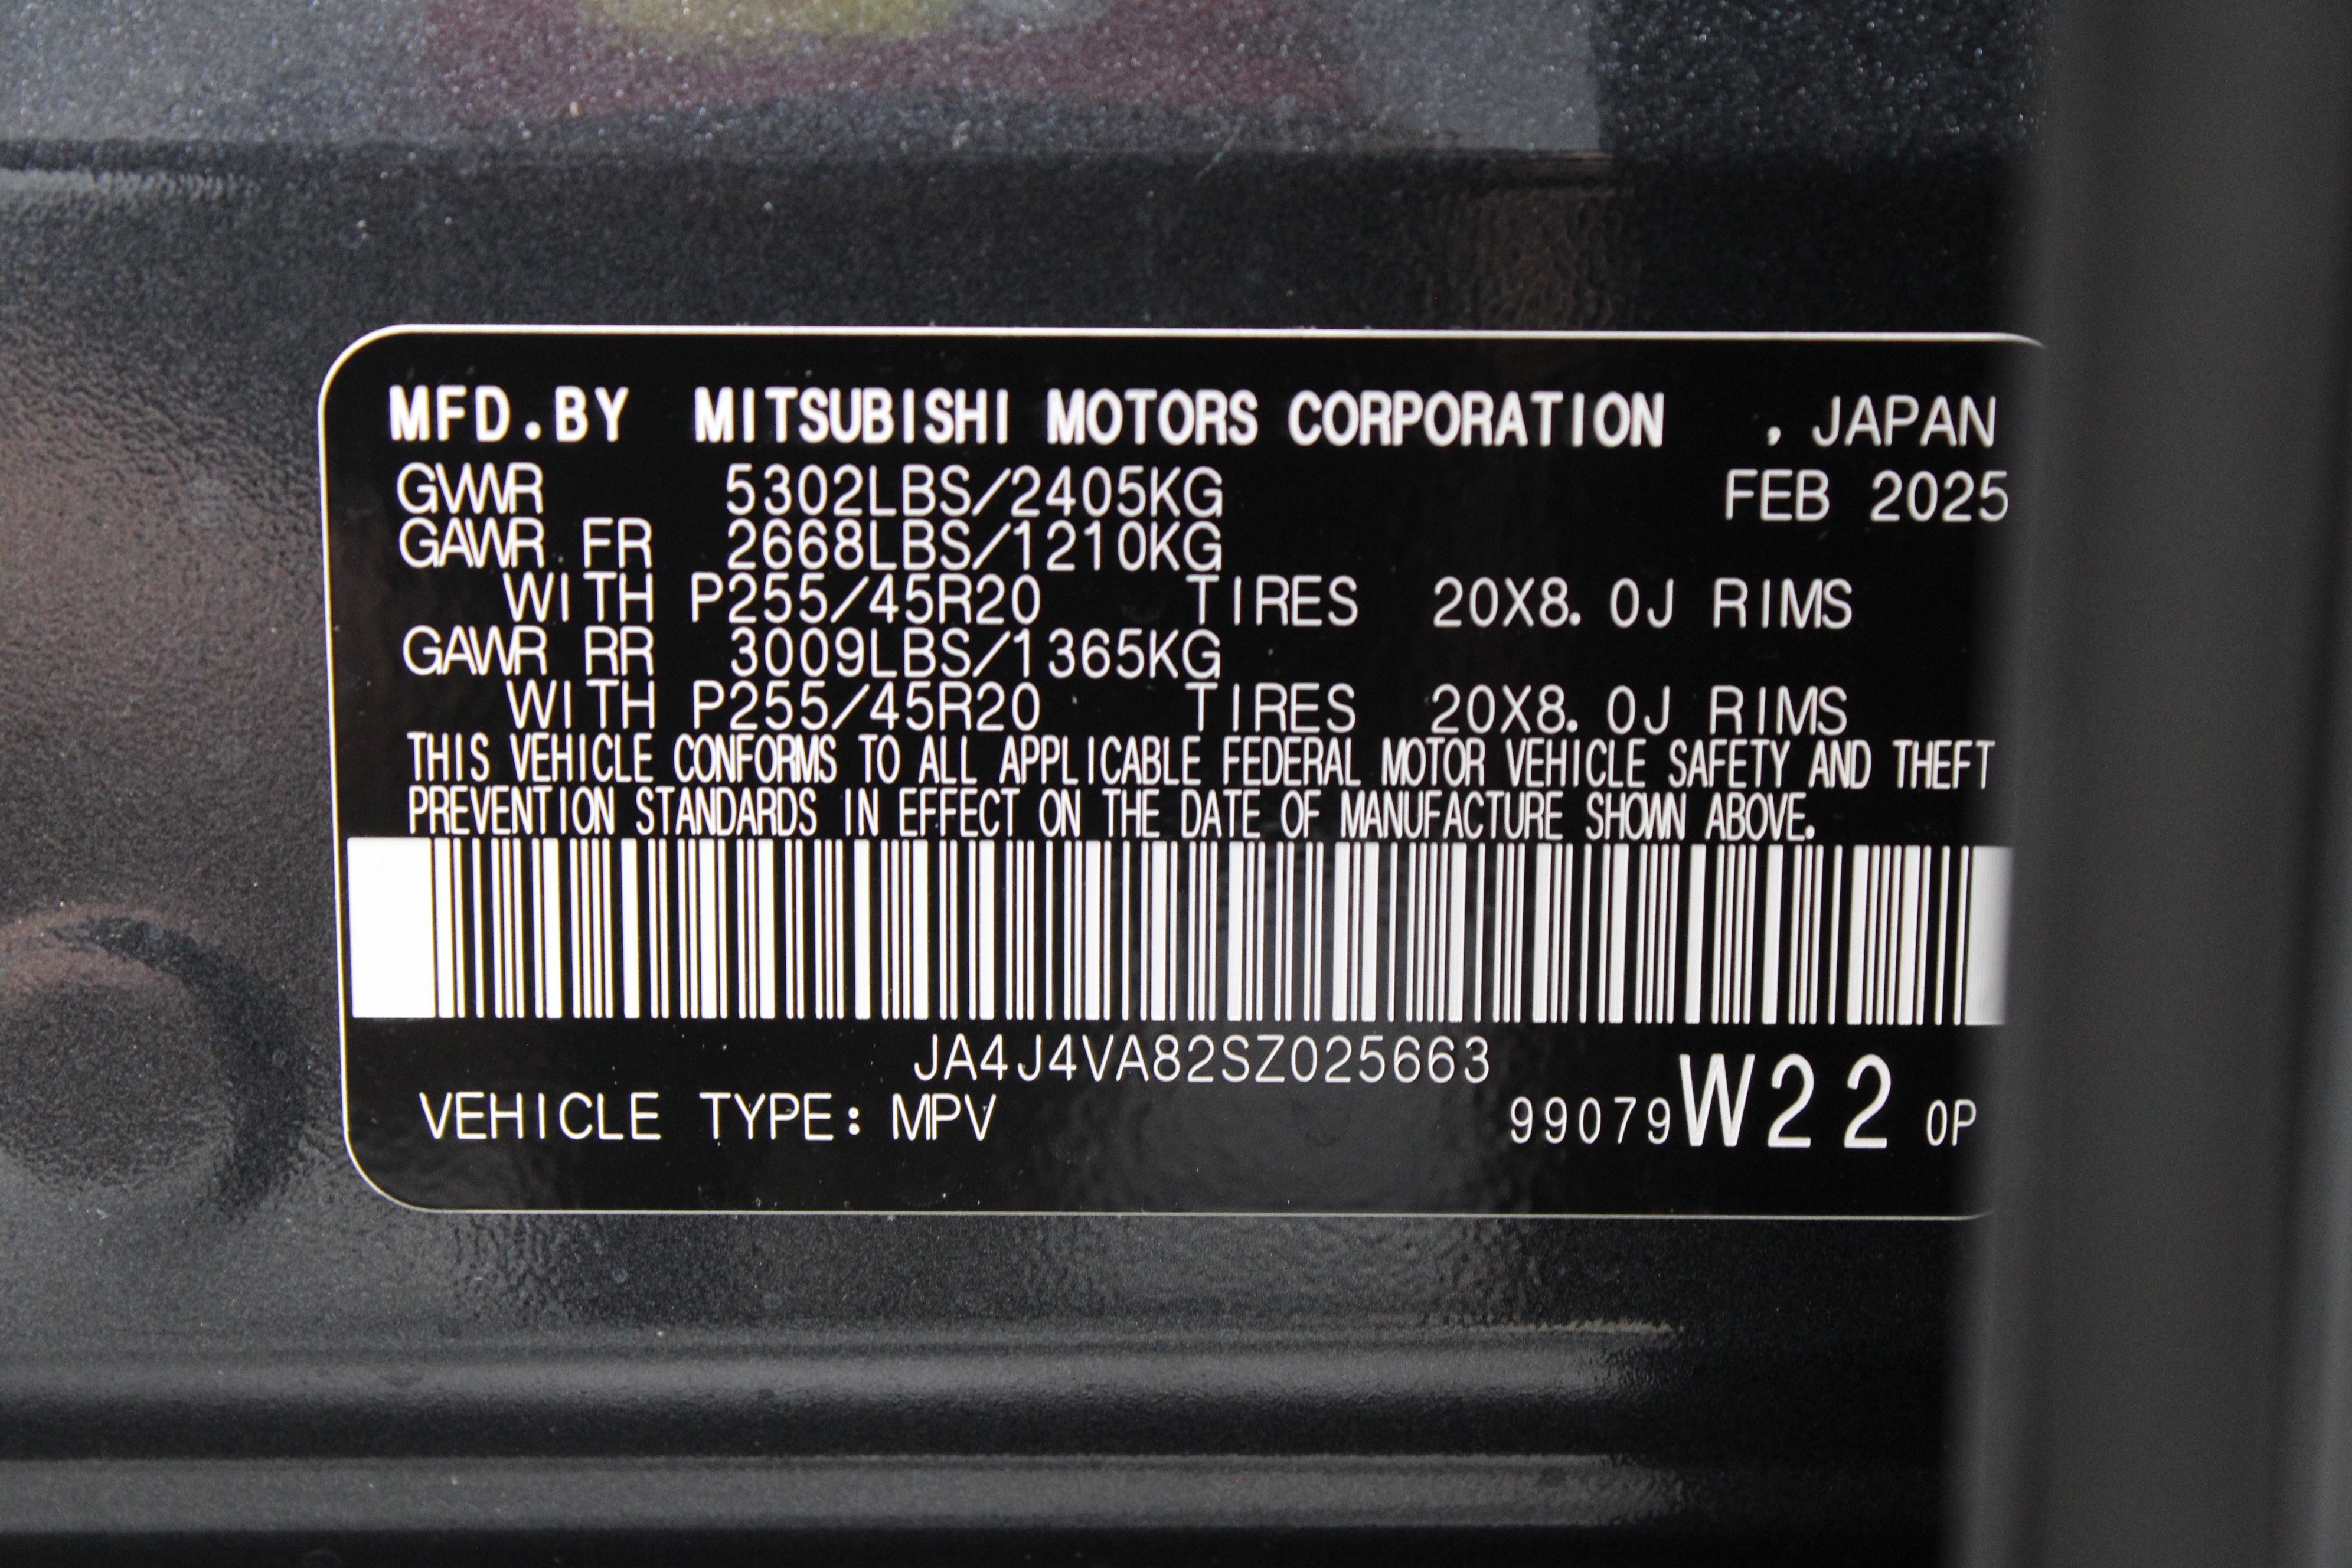 MFD.BY MITSUBISHI MOTORS CORPORATION , JAPAN
GVWR 5302LBS/2405KG FEB 2025
GAWR FR 2668LBS/1210KG
WITH P255/45R20 TIRES 20X8.0J RIMS
GAWR RR 3009LBS/1365KG
WITH P255/45R20 TIRES 20X8.0J RIMS
THIS VEHICLE CONFORMS TO ALL APPLICABLE FEDERAL MOTOR VEHICLE SAFETY AND THEFT
PREVENTION STANDARDS IN EFFECT ON THE DATE OF MANUFACTURE SHOWN ABOVE.
JA4J4VA82SZ025663
VEHICLE TYPE: MPV 99079W22 0P